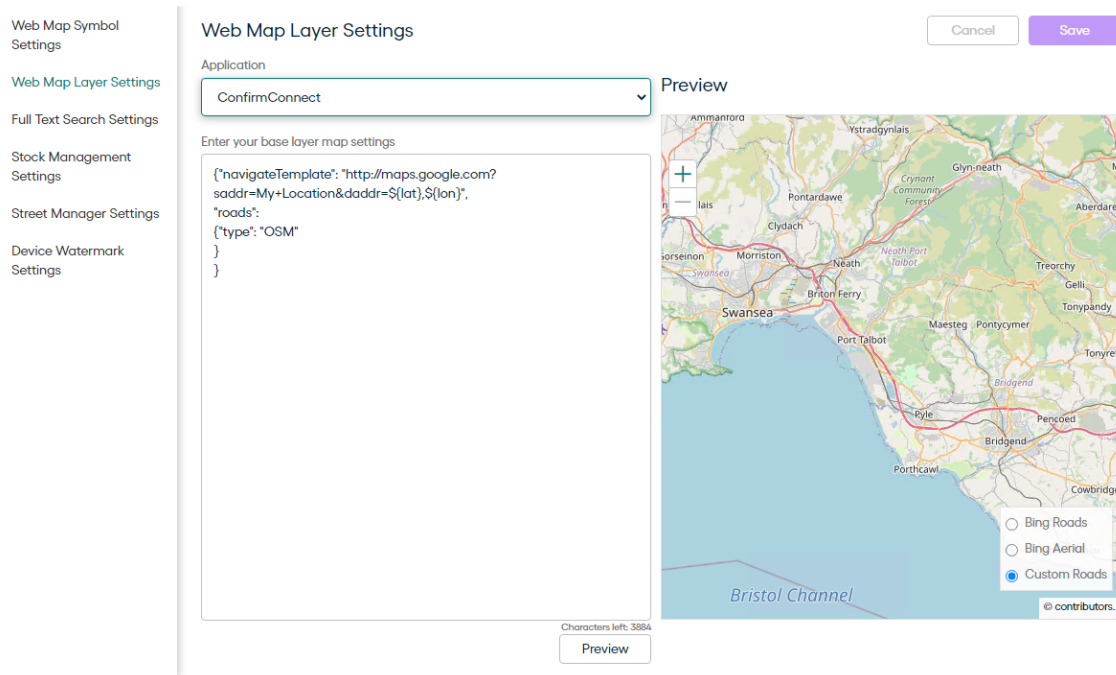 Web Map Symbol
Settings
Web Map Layer Settings
Full Text Search Settings
Stock Management
Settings
Street Manager Settings
Device Watermark
Settings
Web Map Layer Settings
Cancel
Save
Application
ConfirmConnect
Enter your base layer map settings
{"navigateTemplate": "http://maps.google.com?
saddr=My+Location&daddr=${lat},${lon}",
"roads":
{"type": "OSM"
}
}
Characters left: 3884
Preview
Preview
Ammanford
Ystradgynlais
Glyn-neath
Crynant
Community
Forest
Pontardawe
Aberdare
Clydach
Neath Port
Talbot
Morriston
Neath
Swansea
Treorchy
Gelli
Briton Ferry
Tonypandy
Swansea
Maesteg
Pontycymer
Port Talbot
Bridgend
Pyle
Pencoed
Bridgend
Porthcawl
Bristol Channel
Bing Roads
Bing Aerial
Custom Roads
© contributors.